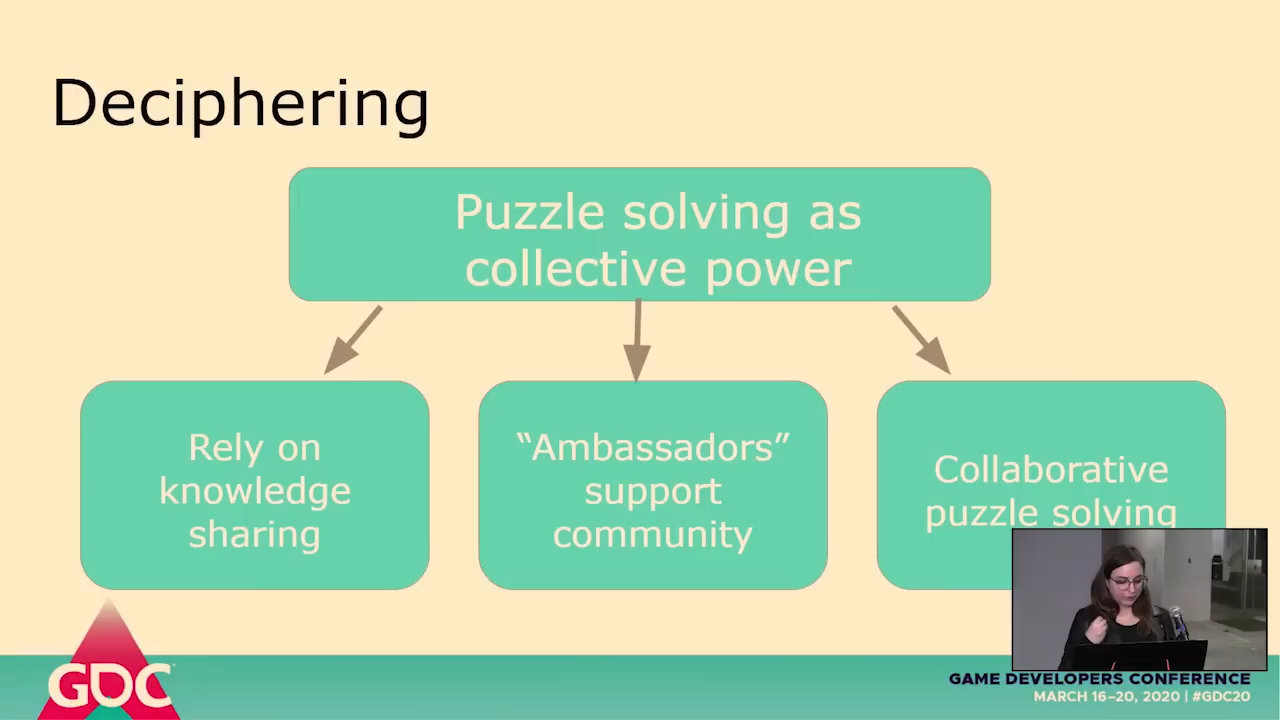 Deciphering
Puzzle solving as
collective power
Rely on
knowledge
sharing
“Ambassadors”
support
community
Collaborative
puzzle solving
GDC
GAME DEVELOPERS CONFERENCE
MARCH 16–20, 2020 | #GDC20